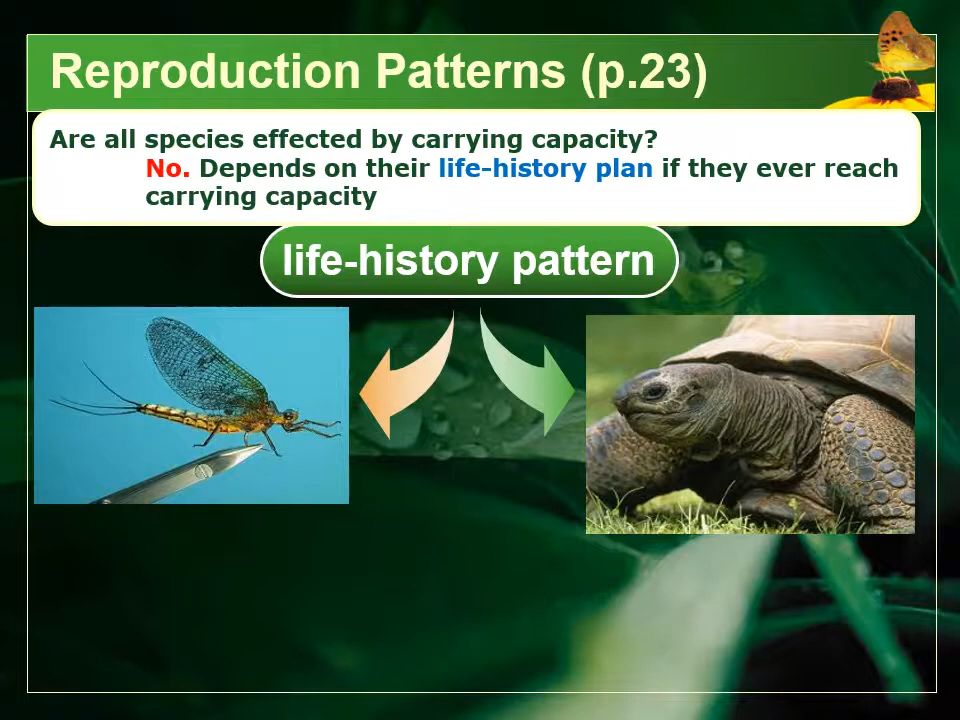 Reproduction Patterns (p.23)
Are all species effected by carrying capacity?
No. Depends on their life-history plan if they ever reach
carrying capacity
life-history pattern